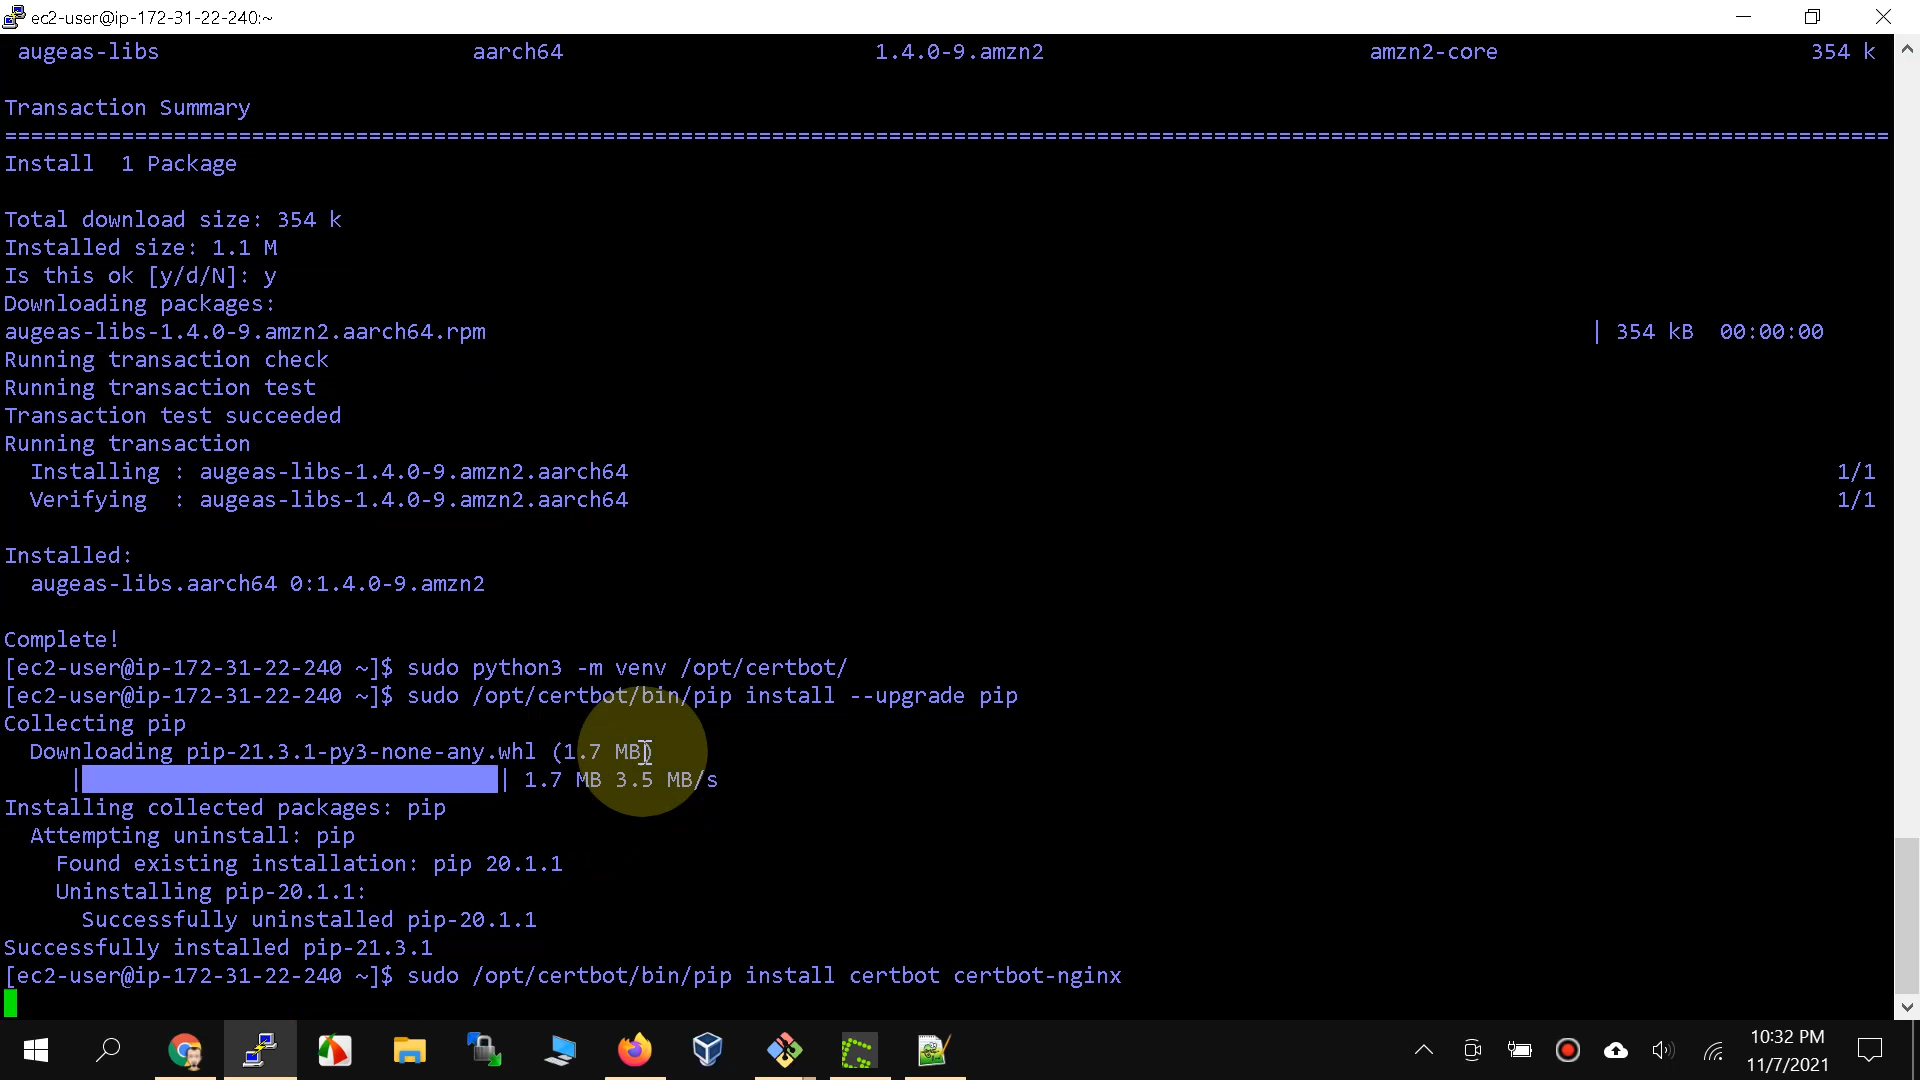 ec2-user@ip-172-31-22-240:~
augeas-libs aarch64 1.4.0-9.amzn2 amzn2-core 354 k
Transaction Summary
================================================================================================================================================
Install  1 Package
Total download size: 354 k
Installed size: 1.1 M
Is this ok [y/d/N]: y
Downloading packages:
augeas-libs-1.4.0-9.amzn2.aarch64.rpm | 354 kB  00:00:00
Running transaction check
Running transaction test
Transaction test succeeded
Running transaction
  Installing : augeas-libs-1.4.0-9.amzn2.aarch64 1/1
  Verifying  : augeas-libs-1.4.0-9.amzn2.aarch64 1/1
Installed:
  augeas-libs.aarch64 0:1.4.0-9.amzn2
Complete!
[ec2-user@ip-172-31-22-240 ~]$ sudo python3 -m venv /opt/certbot/
[ec2-user@ip-172-31-22-240 ~]$ sudo /opt/certbot/bin/pip install --upgrade pip
Collecting pip
  Downloading pip-21.3.1-py3-none-any.whl (1.7 MB)
     | | 1.7 MB 3.5 MB/s
Installing collected packages: pip
  Attempting uninstall: pip
    Found existing installation: pip 20.1.1
    Uninstalling pip-20.1.1:
      Successfully uninstalled pip-20.1.1
Successfully installed pip-21.3.1
[ec2-user@ip-172-31-22-240 ~]$ sudo /opt/certbot/bin/pip install certbot certbot-nginx
10:32 PM
11/7/2021